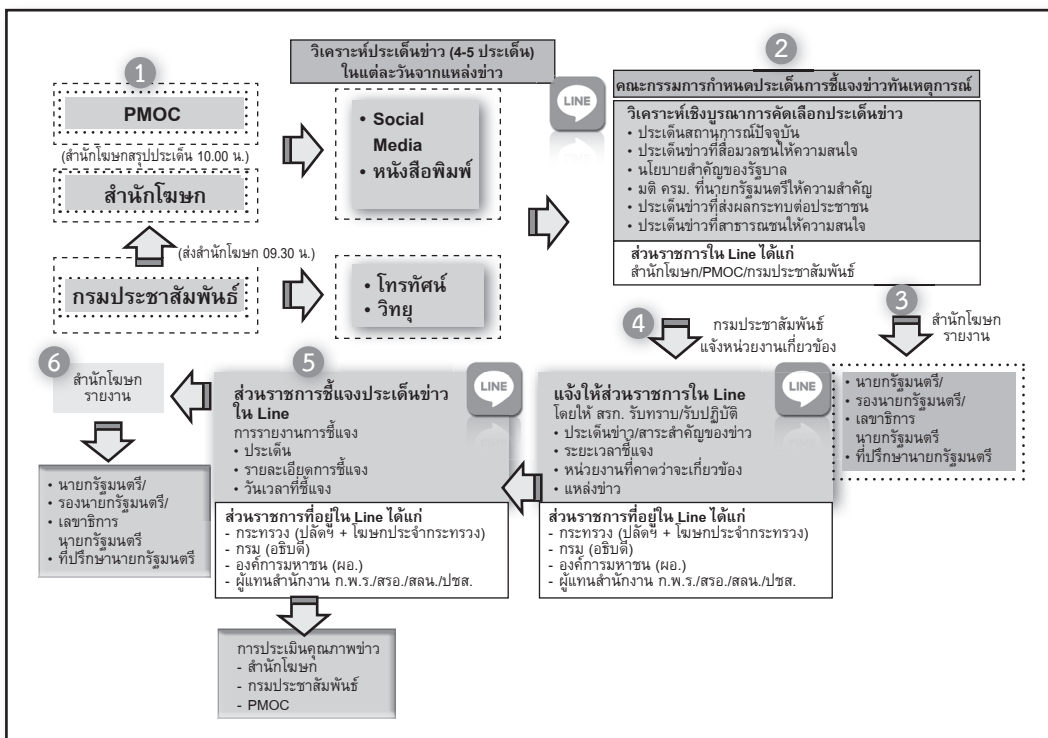 1
PMOC
(สำนักโฆษกสรุปประเด็น 10.00 น.)
สำนักโฆษก
(ส่งสำนักโฆษก 09.30 น.)
กรมประชาสัมพันธ์
วิเคราะห์ประเด็นข่าว (4-5 ประเด็น)
ในแต่ละวันจากแหล่งข่าว
• Social
Media
• หนังสือพิมพ์
• โทรทัศน์
• วิทยุ
LINE
2
คณะกรรมการกำหนดประเด็นการชี้แจงข่าวทันเหตุการณ์
วิเคราะห์เชิงบูรณาการคัดเลือกประเด็นข่าว
• ประเด็นสถานการณ์ปัจจุบัน
• ประเด็นข่าวที่สื่อมวลชนให้ความสนใจ
• นโยบายสำคัญของรัฐบาล
• มติ ครม. ที่นายกรัฐมนตรีให้ความสำคัญ
• ประเด็นข่าวที่ส่งผลกระทบต่อประชาชน
• ประเด็นข่าวที่สาธารณชนให้ความสนใจ
ส่วนราชการใน Line ได้แก่
สำนักโฆษก/PMOC/กรมประชาสัมพันธ์
3
สำนักโฆษก
รายงาน
• นายกรัฐมนตรี/
• รองนายกรัฐมนตรี/
• เลขาธิการ
นายกรัฐมนตรี
• ที่ปรึกษานายกรัฐมนตรี
4
กรมประชาสัมพันธ์
แจ้งหน่วยงานเกี่ยวข้อง
LINE
แจ้งให้ส่วนราชการใน Line
โดยให้ สรก. รับทราบ/รับปฏิบัติ
• ประเด็นข่าว/สาระสำคัญของข่าว
• ระยะเวลาชี้แจง
• หน่วยงานที่คาดว่าจะเกี่ยวข้อง
• แหล่งข่าว
ส่วนราชการที่อยู่ใน Line ได้แก่
- กระทรวง (ปลัดฯ + โฆษกประจำกระทรวง)
- กรม (อธิบดี)
- องค์การมหาชน (ผอ.)
- ผู้แทนสำนักงาน ก.พ.ร./สรอ./สลน./ปชส.
5
LINE
ส่วนราชการชี้แจงประเด็นข่าว
ใน Line
การรายงานการชี้แจง
• ประเด็น
• รายละเอียดการชี้แจง
• วันเวลาที่ชี้แจง
ส่วนราชการที่อยู่ใน Line ได้แก่
- กระทรวง (ปลัดฯ + โฆษกประจำกระทรวง)
- กรม (อธิบดี)
- องค์การมหาชน (ผอ.)
- ผู้แทนสำนักงาน ก.พ.ร./สรอ./สลน./ปชส.
6
สำนักโฆษก
รายงาน
• นายกรัฐมนตรี/
• รองนายกรัฐมนตรี/
• เลขาธิการ
นายกรัฐมนตรี
• ที่ปรึกษานายกรัฐมนตรี
การประเมินคุณภาพข่าว
- สำนักโฆษก
- กรมประชาสัมพันธ์
- PMOC